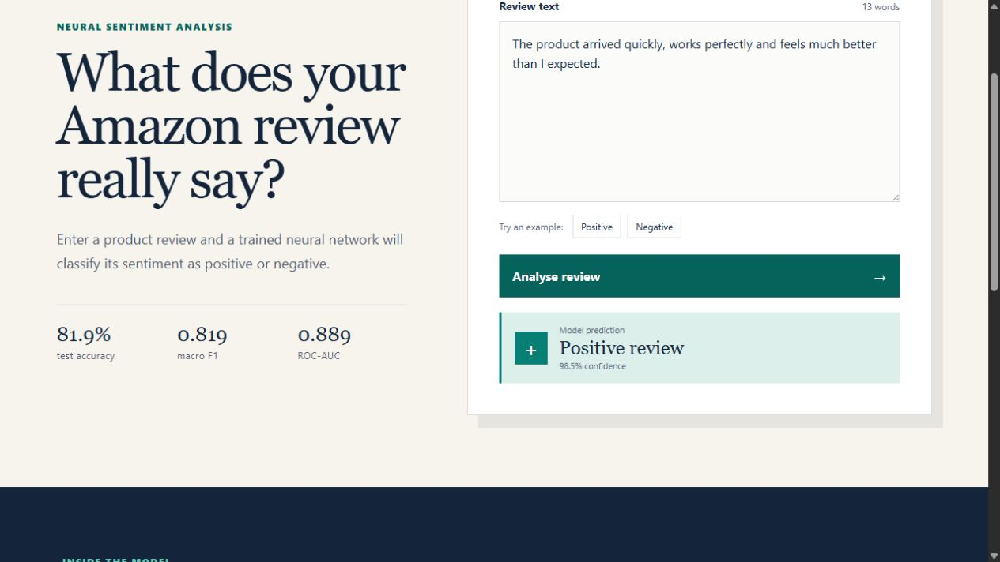 NEURAL SENTIMENT ANALYSIS
What does your
Amazon review
really say?
Enter a product review and a trained neural network will
classify its sentiment as positive or negative.
81.9%
test accuracy
0.819
macro F1
0.889
ROC-AUC
Review text
13 words
The product arrived quickly, works perfectly and feels much better
than I expected.
Try an example:
Positive
Negative
Analyse review →
+
Model prediction
Positive review
98.5% confidence
INSIDE THE MODEL